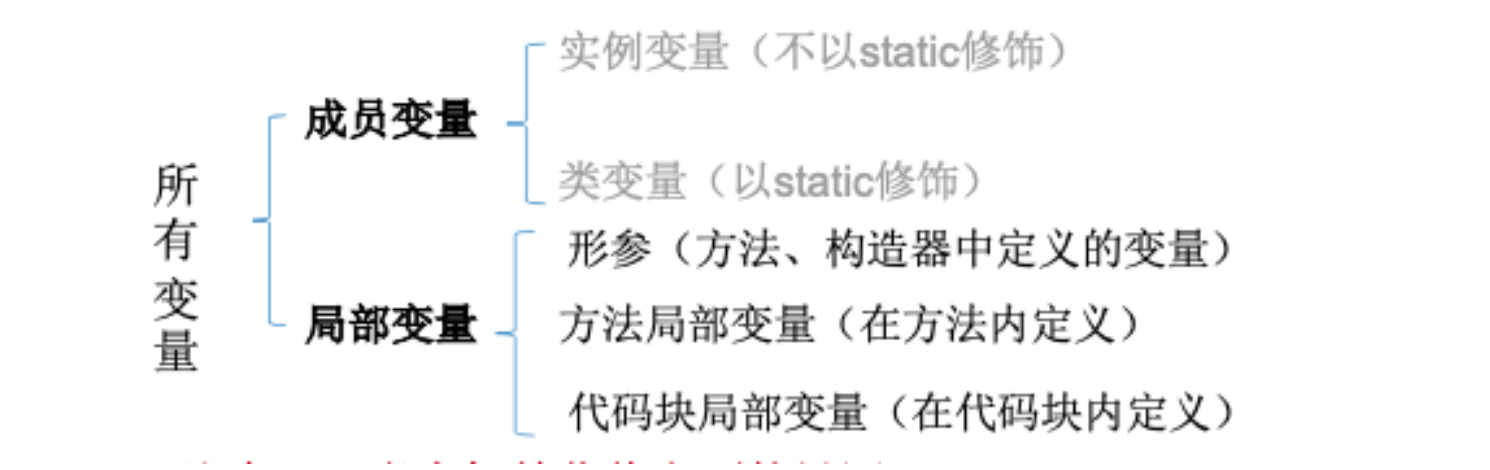 所有变量
成员变量
实例变量（不以static修饰）
类变量（以static修饰）
局部变量
形参（方法、构造器中定义的变量）
方法局部变量（在方法内定义）
代码块局部变量（在代码块内定义）